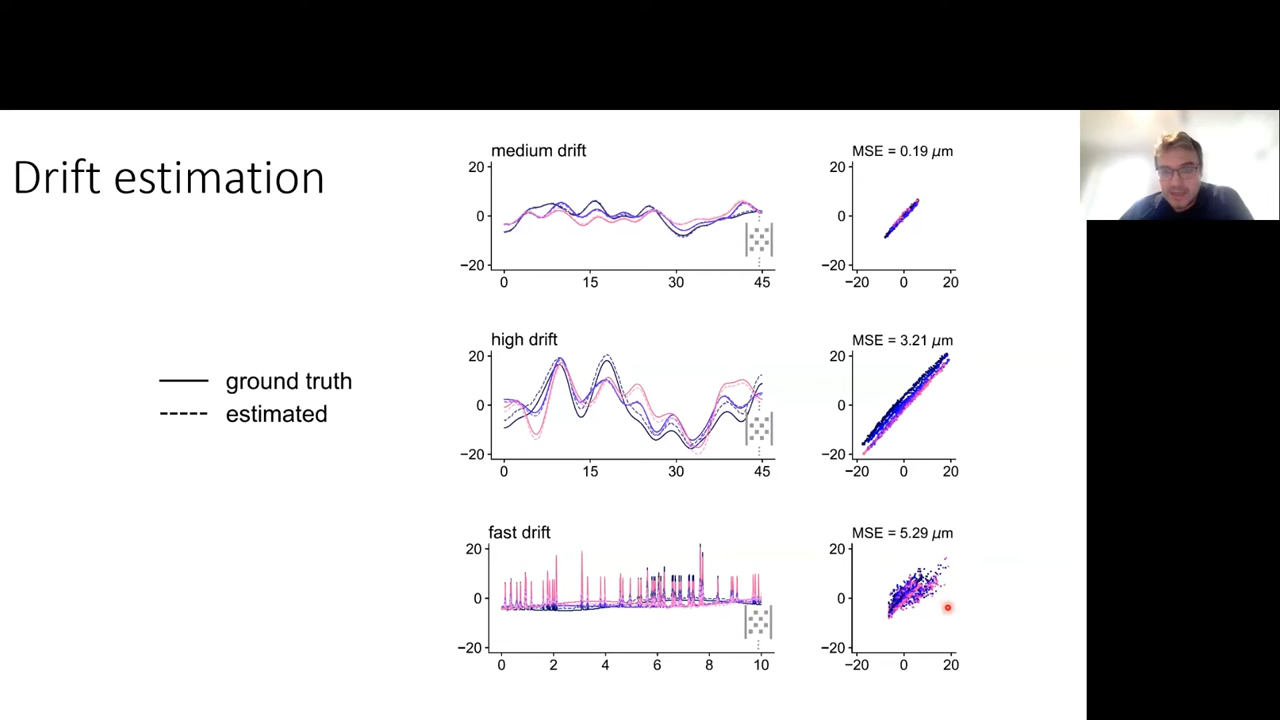 Drift estimation
ground truth
estimated
medium drift
20
0
−20
0 15 30 45
MSE = 0.19 μm
20
0
−20
−20 0 20
high drift
20
0
−20
0 15 30 45
MSE = 3.21 μm
20
0
−20
−20 0 20
fast drift
20
0
−20
0 2 4 6 8 10
MSE = 5.29 μm
20
0
−20
−20 0 20